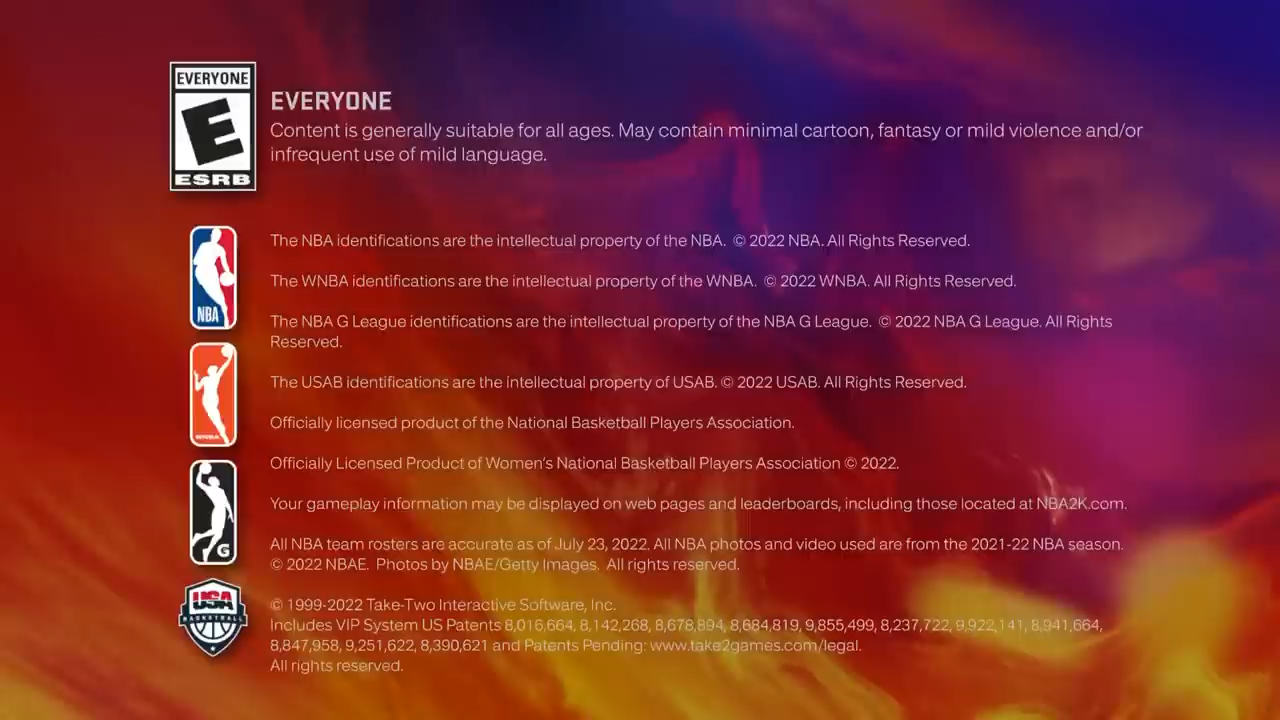 EVERYONE
E
ESRB
EVERYONE
Content is generally suitable for all ages. May contain minimal cartoon, fantasy or mild violence and/or
infrequent use of mild language.
NBA
The NBA identifications are the intellectual property of the NBA. © 2022 NBA. All Rights Reserved.
The WNBA identifications are the intellectual property of the WNBA. © 2022 WNBA. All Rights Reserved.
The NBA G League identifications are the intellectual property of the NBA G League. © 2022 NBA G League. All Rights
Reserved.
WNBA
The USAB identifications are the intellectual property of USAB. © 2022 USAB. All Rights Reserved.
Officially licensed product of the National Basketball Players Association.
Officially Licensed Product of Women's National Basketball Players Association © 2022.
G
Your gameplay information may be displayed on web pages and leaderboards, including those located at NBA2K.com.
All NBA team rosters are accurate as of July 23, 2022. All NBA photos and video used are from the 2021-22 NBA season.
© 2022 NBAE. Photos by NBAE/Getty Images. All rights reserved.
USA
BASKETBALL
© 1999-2022 Take-Two Interactive Software, Inc.
Includes VIP System US Patents 8,016,664, 8,142,268, 8,678,894, 8,684,819, 9,855,499, 8,237,722, 9,922,141, 8,941,664,
8,847,958, 9,251,622, 8,390,621 and Patents Pending: www.take2games.com/legal.
All rights reserved.